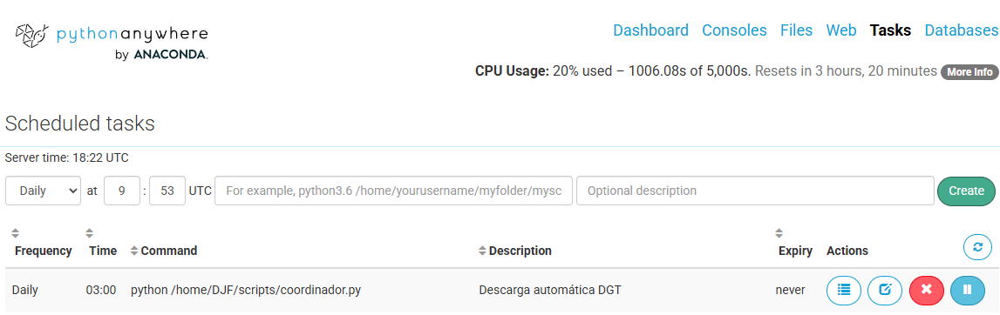 pythonanywhere
by ANACONDA.
Dashboard Consoles Files Web Tasks Databases
CPU Usage: 20% used – 1006.08s of 5,000s. Resets in 3 hours, 20 minutes More Info
Scheduled tasks
Server time: 18:22 UTC
Daily at 9 : 53 UTC For example, python3.6 /home/yourusername/myfolder/mysc Optional description Create
Frequency Time Command Description Expiry Actions
Daily 03:00 python /home/DJF/scripts/coordinador.py Descarga automática DGT never